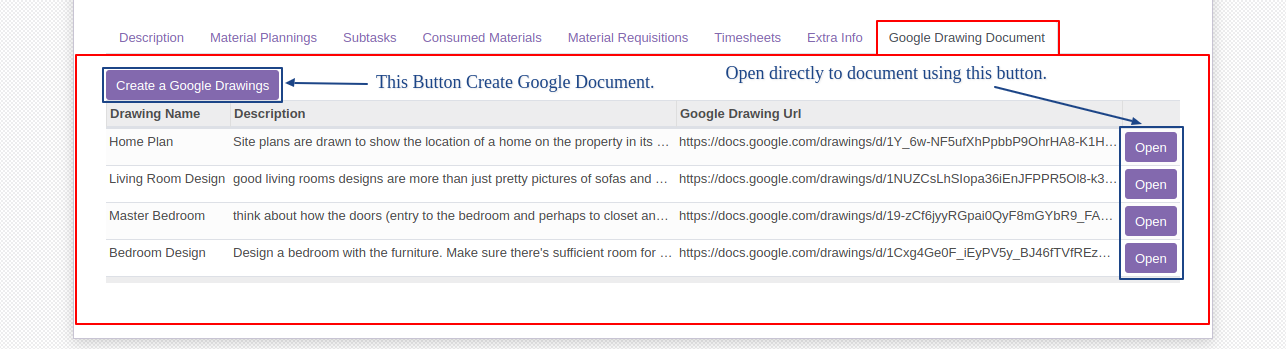 Description Material Plannings Subtasks Consumed Materials Material Requisitions Timesheets Extra Info Google Drawing Document
Open directly to document using this button.
Create a Google Drawings This Button Create Google Document.
Drawing Name Description Google Drawing Url
Home Plan Site plans are drawn to show the location of a home on the property in its ... https://docs.google.com/drawings/d/1Y_6w-NF5ufXhPpbbP9OhrHA8-K1H... Open
Living Room Design good living rooms designs are more than just pretty pictures of sofas and ... https://docs.google.com/drawings/d/1NUZCsLhSIopa36iEnJFPPR5Ol8-k3... Open
Master Bedroom think about how the doors (entry to the bedroom and perhaps to closet an... https://docs.google.com/drawings/d/19-zCf6jyyRGpai0QyF8mGYbR9_FA... Open
Bedroom Design Design a bedroom with the furniture. Make sure there's sufficient room for ... https://docs.google.com/drawings/d/1Cxg4Ge0F_iEyPV5y_BJ46fTVfREz... Open